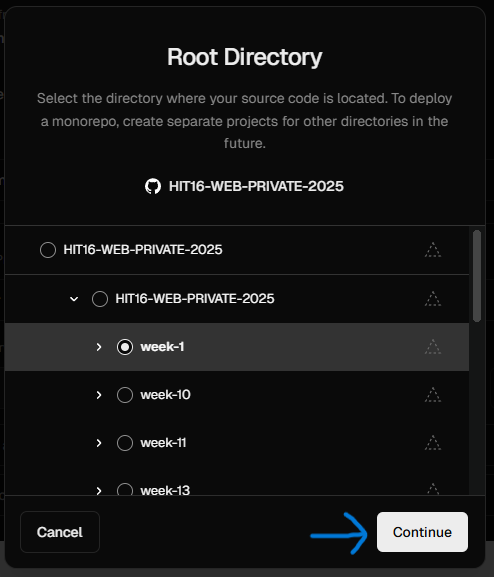 Root Directory
Select the directory where your source code is located. To deploy
a monorepo, create separate projects for other directories in the
future.
HIT16-WEB-PRIVATE-2025
HIT16-WEB-PRIVATE-2025
HIT16-WEB-PRIVATE-2025
week-1
week-10
week-11
week-13
Cancel
Continue